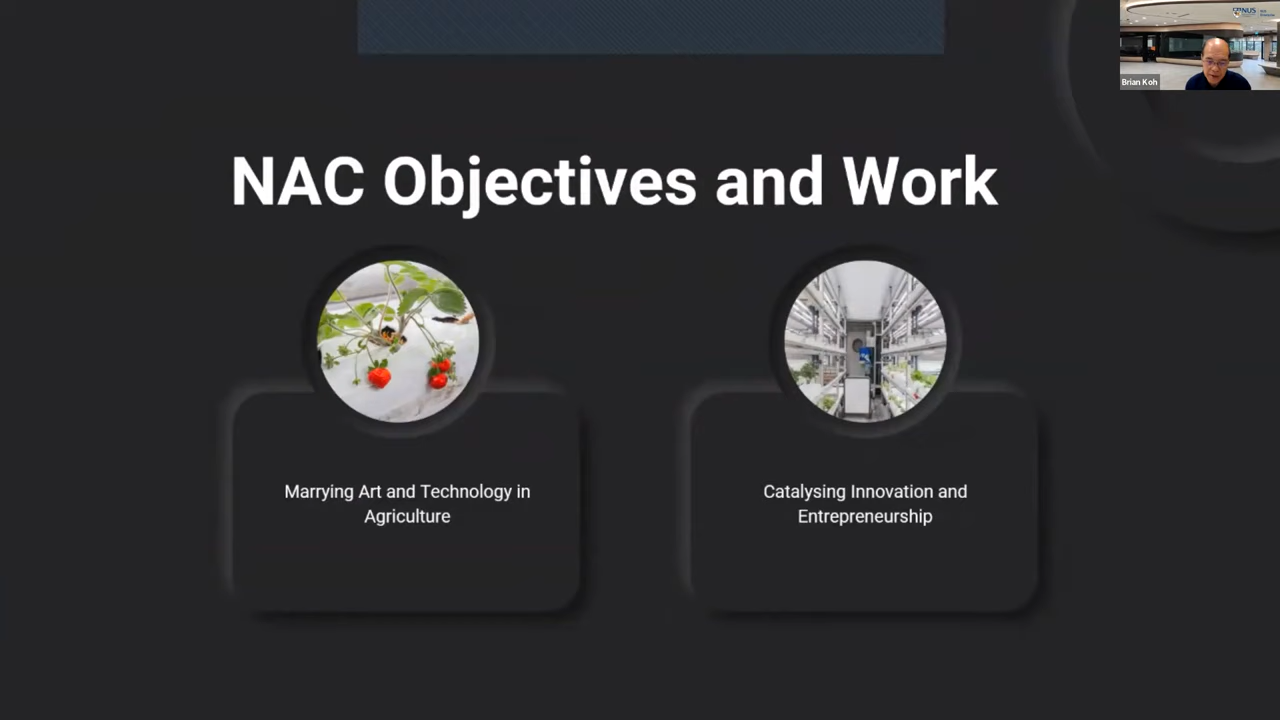 NUS
Brian Koh
NAC Objectives and Work
Marrying Art and Technology in
Agriculture
Catalysing Innovation and
Entrepreneurship